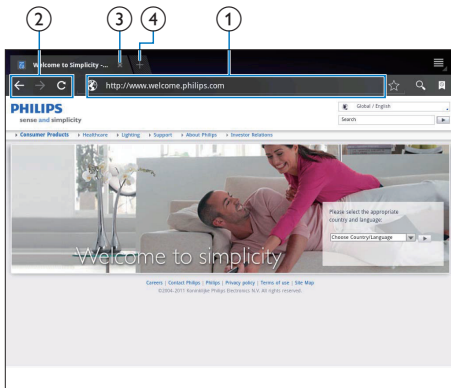 2 3 4 1
Welcome to Simplicity -...
http://www.welcome.philips.com
PHILIPS
sense and simplicity
Global / English
Search
Consumer Products Healthcare Lighting Support About Philips Investor Relations
Please select the appropriate
country and language:
Choose Country/Language
Welcome to simplicity
Careers | Contact Philips | Philips | Privacy policy | Terms of use | Site Map
©2004-2011 Koninklijke Philips Electronics N.V. All rights reserved.